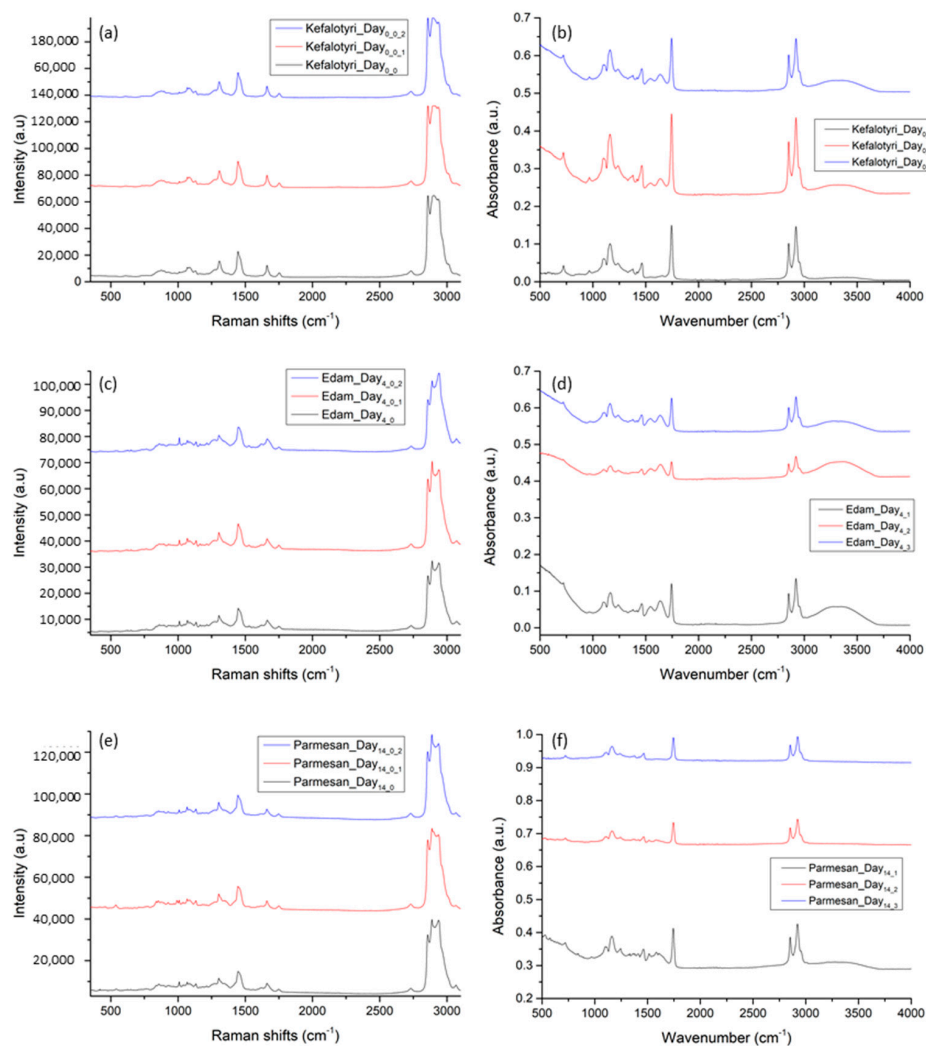 (a)
Kefalotyri_Day0_0_2
Kefalotyri_Day0_0_1
Kefalotyri_Day0_0
180,000
60,000
140,000
120,000
100,000
80,000
60,000
40,000
20,000
0
Intensity (a.u)
500 1000 1500 2000 2500 3000
Raman shifts (cm-1)
(b)
0.7
0.6
0.5
0.4
0.3
0.2
0.1
0.0
Absorbance (a.u.)
Kefalotyri_Day0
Kefalotyri_Day0
Kefalotyri_Day0
500 1000 1500 2000 2500 3000 3500 4000
Wavenumber (cm-1)
(c)
Edam_Day4_0_2
Edam_Day4_0_1
Edam_Day4_0
100,000
80,000
70,000
50,000
40,000
30,000
20,000
10,000
Intensity (a.u)
500 1000 1500 2000 2500 3000
Raman shifts (cm-1)
(d)
0.7
0.6
0.5
0.4
0.3
0.1
0.0
Absorbance (a.u.)
Edam_Day4_1
Edam_Day4_2
Edam_Day4_3
500 1000 1500 2000 2500 3000 3500 4000
Wavenumber (cm-1)
(e)
Parmesan_Day14_0_2
Parmesan_Day14_0_1
Parmesan_Day14_0
120,000
100,000
80,000
60,000
40,000
20,000
Intensity (a.u)
500 1000 1500 2000 2500 3000
Raman shifts (cm-1)
(f)
1.0
0.9
0.7
0.6
0.4
0.3
0.2
Absorbance (a.u.)
Parmesan_Day14_1
Parmesan_Day14_2
Parmesan_Day14_3
500 1000 1500 2000 2500 3000 3500 4000
Wavenumber (cm-1)